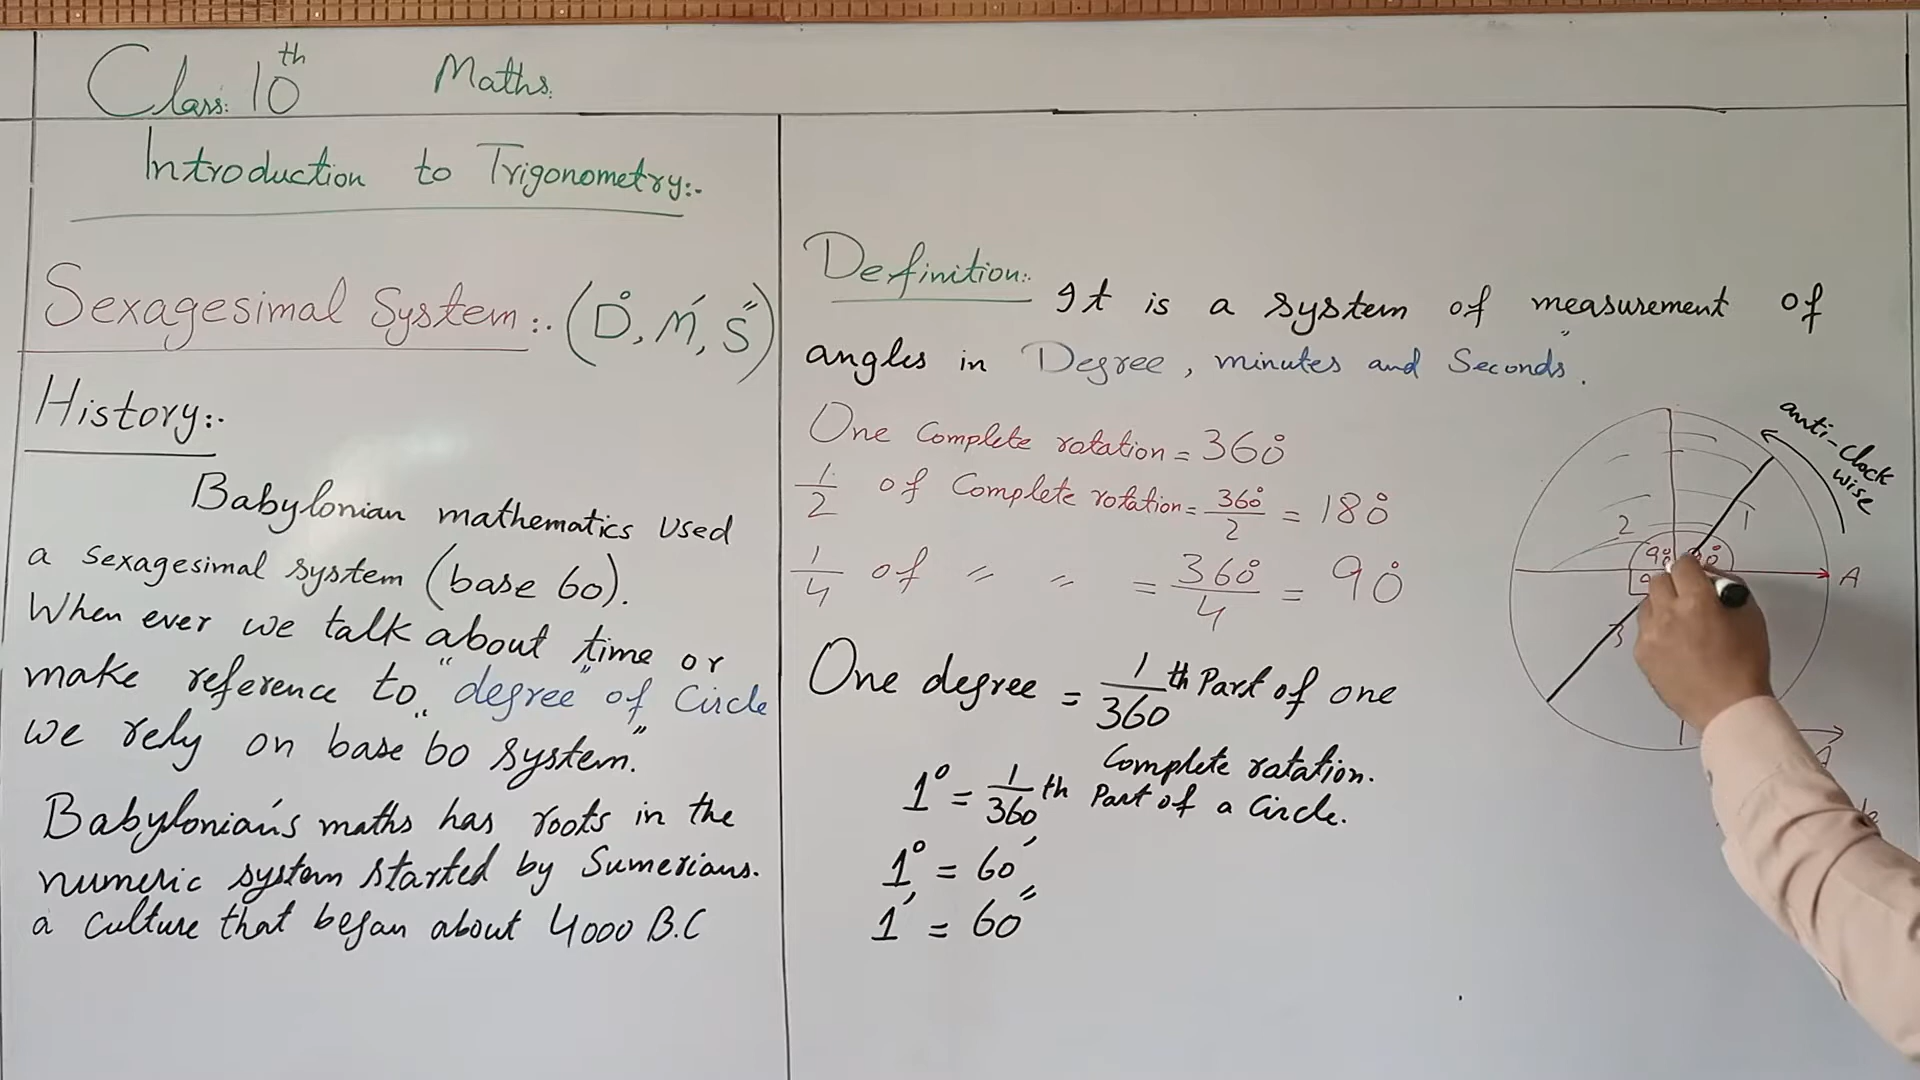 Class: 10th Maths.
Introduction to Trigonometry:-
Sexagesimal System:- (D°, M′, S″)
History:-
Babylonian mathematics used
a sexagesimal system (base 60).
When ever we talk about time or
make reference to "degree" of Circle
we rely on "base 60 system."
Babylonian's maths has roots in the
numeric system started by Sumerians.
a culture that began about 4000 B.C
Definition:- It is a system of measurement of
angles in Degree, minutes and Seconds″.
One Complete rotation = 360°
1/2 of Complete rotation = 360°/2 = 180°
1/4 of 〃 〃 = 360°/4 = 90°
One degree = 1/360 th Part of one
Complete rotation.
1° = 1/360 th Part of a Circle.
1° = 60′
1′ = 60″
anti-clock
wise
2
1
90°
A
3